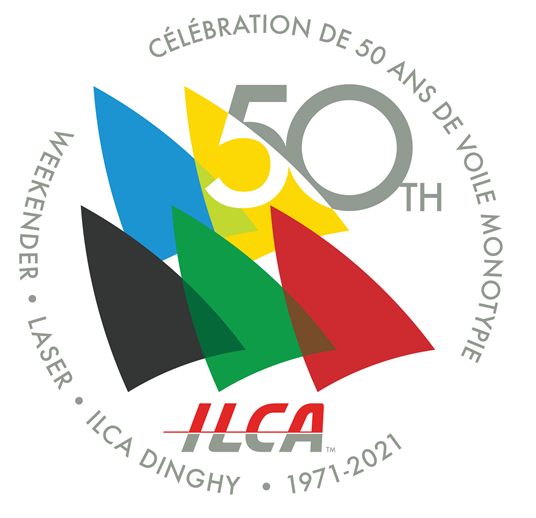 CÉLÉBRATION DE 50 ANS DE VOILE MONOTYPIE
50TH
WEEKENDER • LASER • ILCA DINGHY • 1971-2021
ILCA™